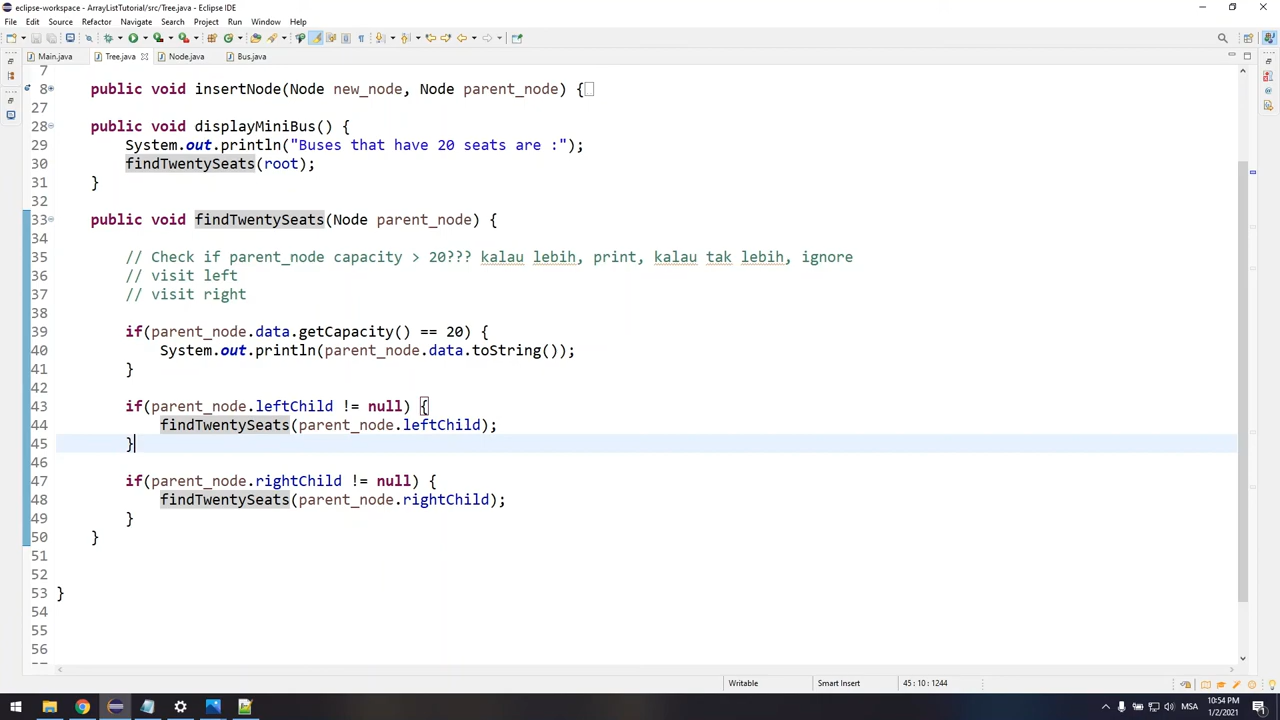 eclipse-workspace - ArrayListTutorial/src/Tree.java - Eclipse IDE
File Edit Source Refactor Navigate Search Project Run Window Help
Main.java Tree.java Node.java Bus.java
7
8 public void insertNode(Node new_node, Node parent_node) {
27
28 public void displayMiniBus() {
29 System.out.println("Buses that have 20 seats are :");
30 findTwentySeats(root);
31 }
32
33 public void findTwentySeats(Node parent_node) {
34
35 // Check if parent_node capacity > 20??? kalau lebih, print, kalau tak lebih, ignore
36 // visit left
37 // visit right
38
39 if(parent_node.data.getCapacity() == 20) {
40 System.out.println(parent_node.data.toString());
41 }
42
43 if(parent_node.leftChild != null) {
44 findTwentySeats(parent_node.leftChild);
45 }
46
47 if(parent_node.rightChild != null) {
48 findTwentySeats(parent_node.rightChild);
49 }
50 }
51
52
53 }
54
55
56
Writable Smart Insert 45 : 10 : 1244
MSA 10:54 PM
1/2/2021